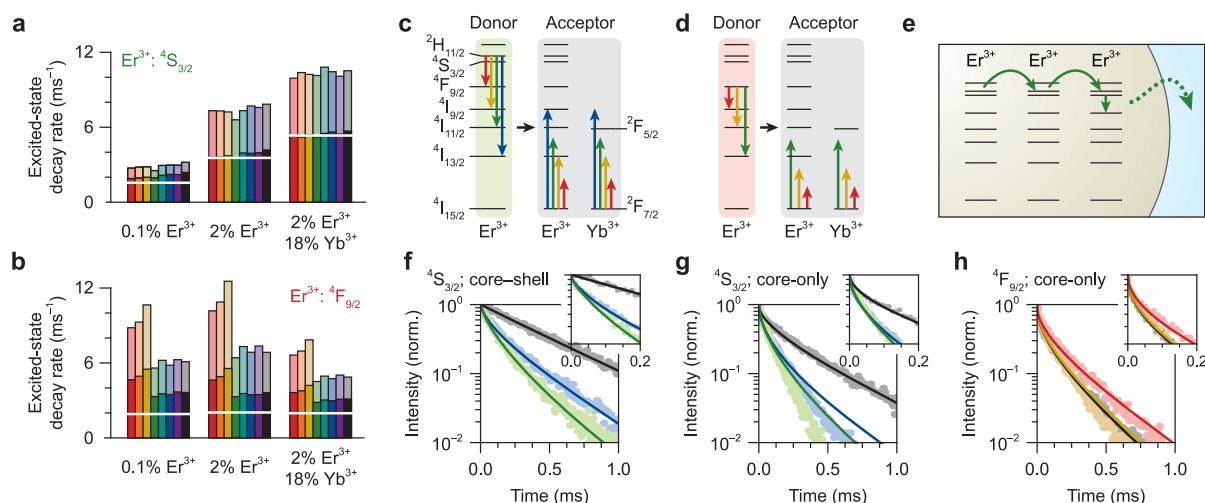 a
Er³⁺: ⁴S₃/₂
Excited-state
decay rate (ms⁻¹)
12
6
0
0.1% Er³⁺
2% Er³⁺
2% Er³⁺
18% Yb³⁺
b
Er³⁺: ⁴F₉/₂
Excited-state
decay rate (ms⁻¹)
12
6
0
0.1% Er³⁺
2% Er³⁺
2% Er³⁺
18% Yb³⁺
c
Donor
Acceptor
²H₁₁/₂
⁴S₃/₂
⁴F₉/₂
⁴I₉/₂
⁴I₁₁/₂
⁴I₁₃/₂
⁴I₁₅/₂
²F₅/₂
²F₇/₂
Er³⁺
Er³⁺
Yb³⁺
d
Donor
Acceptor
Er³⁺
Er³⁺
Yb³⁺
e
Er³⁺
Er³⁺
Er³⁺
f
⁴S₃/₂; core–shell
Intensity (norm.)
10⁰
10⁻¹
10⁻²
0.0
0.5
1.0
Time (ms)
0.0
0.2
g
⁴S₃/₂; core-only
Intensity (norm.)
10⁰
10⁻¹
10⁻²
0.0
0.5
1.0
Time (ms)
0.0
0.2
h
⁴F₉/₂; core-only
Intensity (norm.)
10⁰
10⁻¹
10⁻²
0.0
0.5
1.0
Time (ms)
0.0
0.2